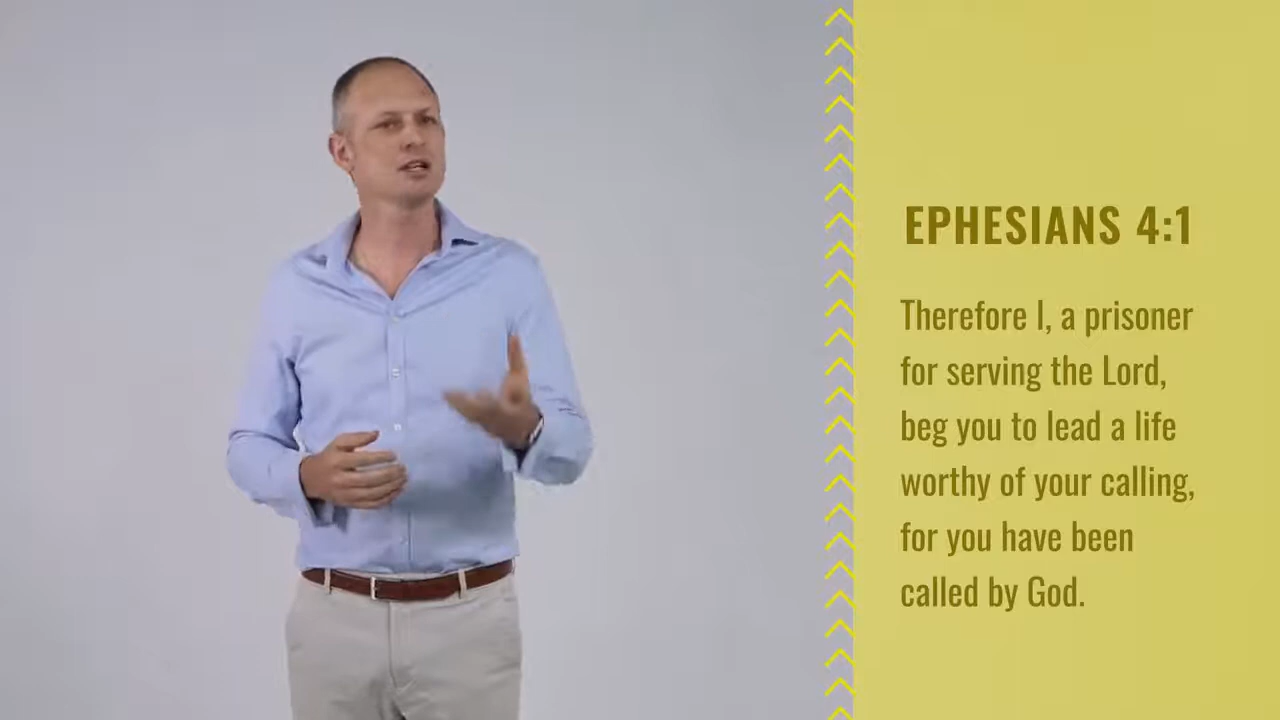 EPHESIANS 4:1
Therefore I, a prisoner
for serving the Lord,
beg you to lead a life
worthy of your calling,
for you have been
called by God.